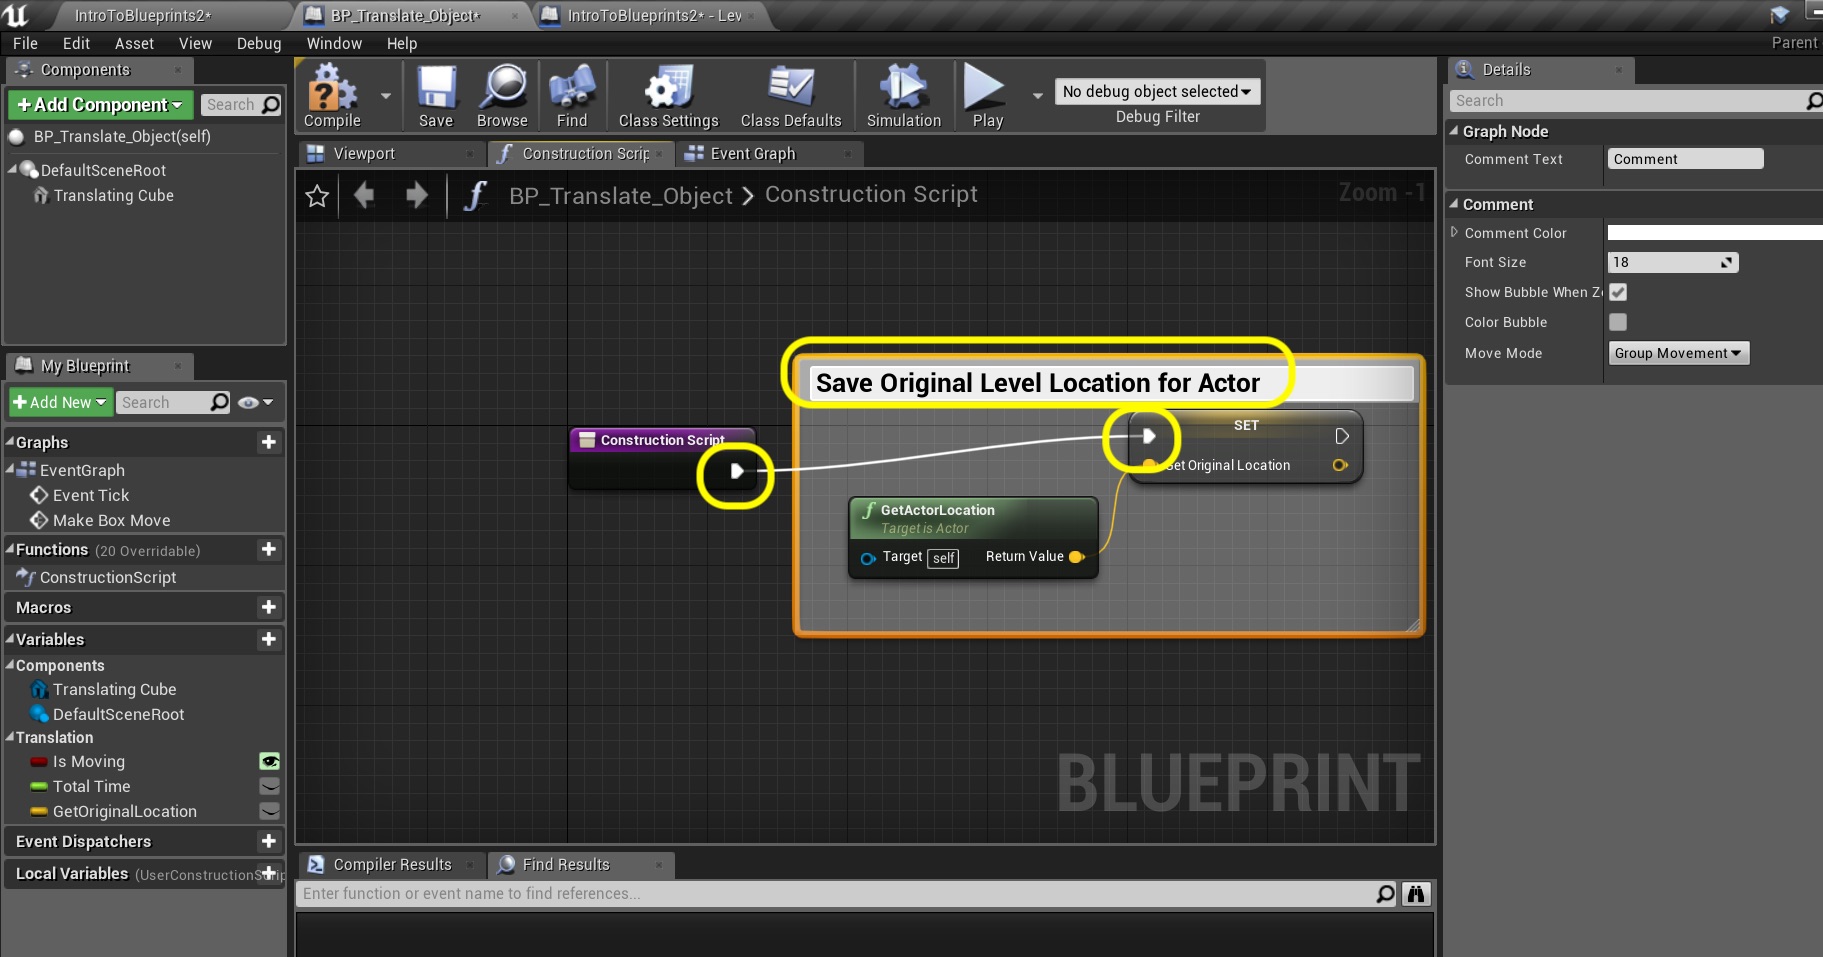 IntroToBlueprints2*
BP_Translate_Object*
IntroToBlueprints2* - Lev
File Edit Asset View Debug Window Help
Parent
Components
Add Component
Search
BP_Translate_Object(self)
DefaultSceneRoot
Translating Cube
Compile
Save
Browse
Find
Class Settings
Class Defaults
Simulation
Play
No debug object selected
Debug Filter
Viewport
Construction Scrip
Event Graph
BP_Translate_Object > Construction Script
Zoom -1
Save Original Level Location for Actor
Construction Script
SET
Get Original Location
GetActorLocation
Target is Actor
Target self Return Value
BLUEPRINT
My Blueprint
Add New
Search
Graphs
EventGraph
Event Tick
Make Box Move
Functions (20 Overridable)
ConstructionScript
Macros
Variables
Components
Translating Cube
DefaultSceneRoot
Translation
Is Moving
Total Time
GetOriginalLocation
Event Dispatchers
Local Variables (UserConstructionScrip
Compiler Results
Find Results
Enter function or event name to find references...
Details
Search
Graph Node
Comment Text Comment
Comment
Comment Color
Font Size 18
Show Bubble When Z
Color Bubble
Move Mode Group Movement